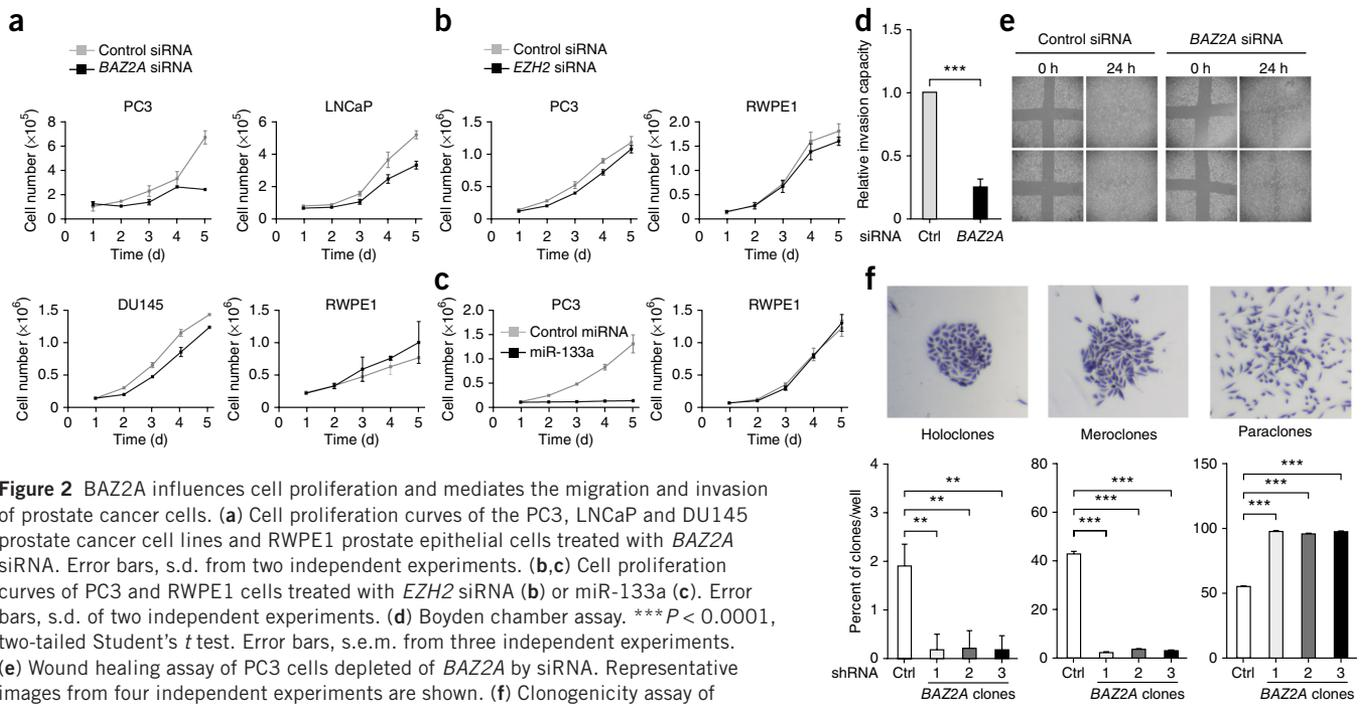 a
Control siRNA
BAZ2A siRNA
PC3
Cell number (×10⁵)
8
6
4
2
0
0 1 2 3 4 5
Time (d)
LNCaP
Cell number (×10⁵)
6
4
2
0
0 1 2 3 4 5
Time (d)
DU145
Cell number (×10⁶)
1.5
1.0
0.5
0
0 1 2 3 4 5
Time (d)
RWPE1
Cell number (×10⁶)
1.5
1.0
0.5
0
0 1 2 3 4 5
Time (d)
b
Control siRNA
EZH2 siRNA
PC3
Cell number (×10⁶)
1.5
1.0
0.5
0
0 1 2 3 4 5
Time (d)
RWPE1
Cell number (×10⁶)
2.0
1.5
1.0
0.5
0
0 1 2 3 4 5
Time (d)
c
PC3
Control miRNA
miR-133a
Cell number (×10⁶)
2.0
1.5
1.0
0.5
0
0 1 2 3 4 5
Time (d)
RWPE1
Cell number (×10⁶)
1.5
1.0
0.5
0
0 1 2 3 4 5
Time (d)
d
Relative invasion capacity
1.5
1.0
0.5
0
***
siRNA Ctrl BAZ2A
e
Control siRNA BAZ2A siRNA
0 h 24 h 0 h 24 h
f
Holoclones Meroclones Paraclones
Percent of clones/well
4
3
2
1
0
**
**
**
shRNA Ctrl 1 2 3
BAZ2A clones
80
60
40
20
0
***
***
***
Ctrl 1 2 3
BAZ2A clones
150
100
50
0
***
***
***
Ctrl 1 2 3
BAZ2A clones
Figure 2 BAZ2A influences cell proliferation and mediates the migration and invasion
of prostate cancer cells. (a) Cell proliferation curves of the PC3, LNCaP and DU145
prostate cancer cell lines and RWPE1 prostate epithelial cells treated with BAZ2A
siRNA. Error bars, s.d. from two independent experiments. (b,c) Cell proliferation
curves of PC3 and RWPE1 cells treated with EZH2 siRNA (b) or miR-133a (c). Error
bars, s.d. of two independent experiments. (d) Boyden chamber assay. ***P < 0.0001,
two-tailed Student's t test. Error bars, s.e.m. from three independent experiments.
(e) Wound healing assay of PC3 cells depleted of BAZ2A by siRNA. Representative
images from four independent experiments are shown. (f) Clonogenicity assay of